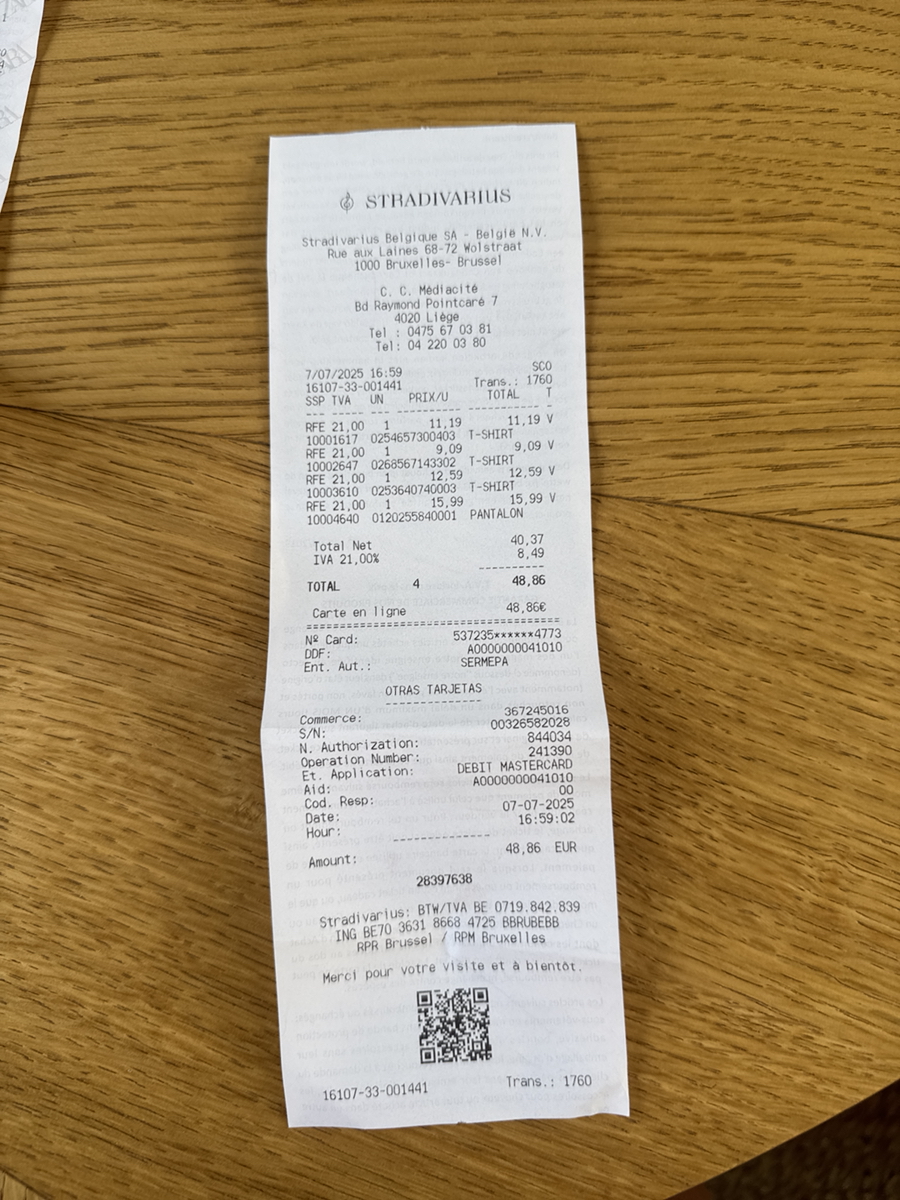 STRADIVARIUS
Stradivarius Belgique SA - België N.V.
Rue aux Laines 68-72 Wolstraat
1000 Bruxelles- Brussel
C. C. Médiacité
Bd Raymond Pointcaré 7
4020 Liège
Tel : 0475 67 03 81
Tel: 04 220 03 80
7/07/2025 16:59 SCO
16107-33-001441 Trans.: 1760
SSP TVA UN PRIX/U TOTAL T
RFE 21,00 1 11,19 11,19 V
10001617 0254657300403 T-SHIRT
RFE 21,00 1 9,09 9,09 V
10002647 0268567143302 T-SHIRT
RFE 21,00 1 12,59 12,59 V
10003610 0253640740003 T-SHIRT
RFE 21,00 1 15,99 15,99 V
10004640 0120255840001 PANTALON
Total Net 40,37
IVA 21,00% 8,49
TOTAL 4 48,86
Carte en ligne 48,86€
Nº Card: 537235******4773
DDF: A0000000041010
Ent. Aut.: SERMEPA
OTRAS TARJETAS
Commerce: 367245016
S/N: 00326582028
N. Authorization: 844034
Operation Number: 241390
Et. Application: DEBIT MASTERCARD
Aid: A0000000041010
Cod. Resp: 00
Date: 07-07-2025
Hour: 16:59:02
Amount: 48,86 EUR
28397638
Stradivarius: BTW/TVA BE 0719.842.839
ING BE70 3631 8668 4725 BBRUBEBB
RPR Brussel / RPM Bruxelles
Merci pour votre visite et à bientôt.
16107-33-001441 Trans.: 1760